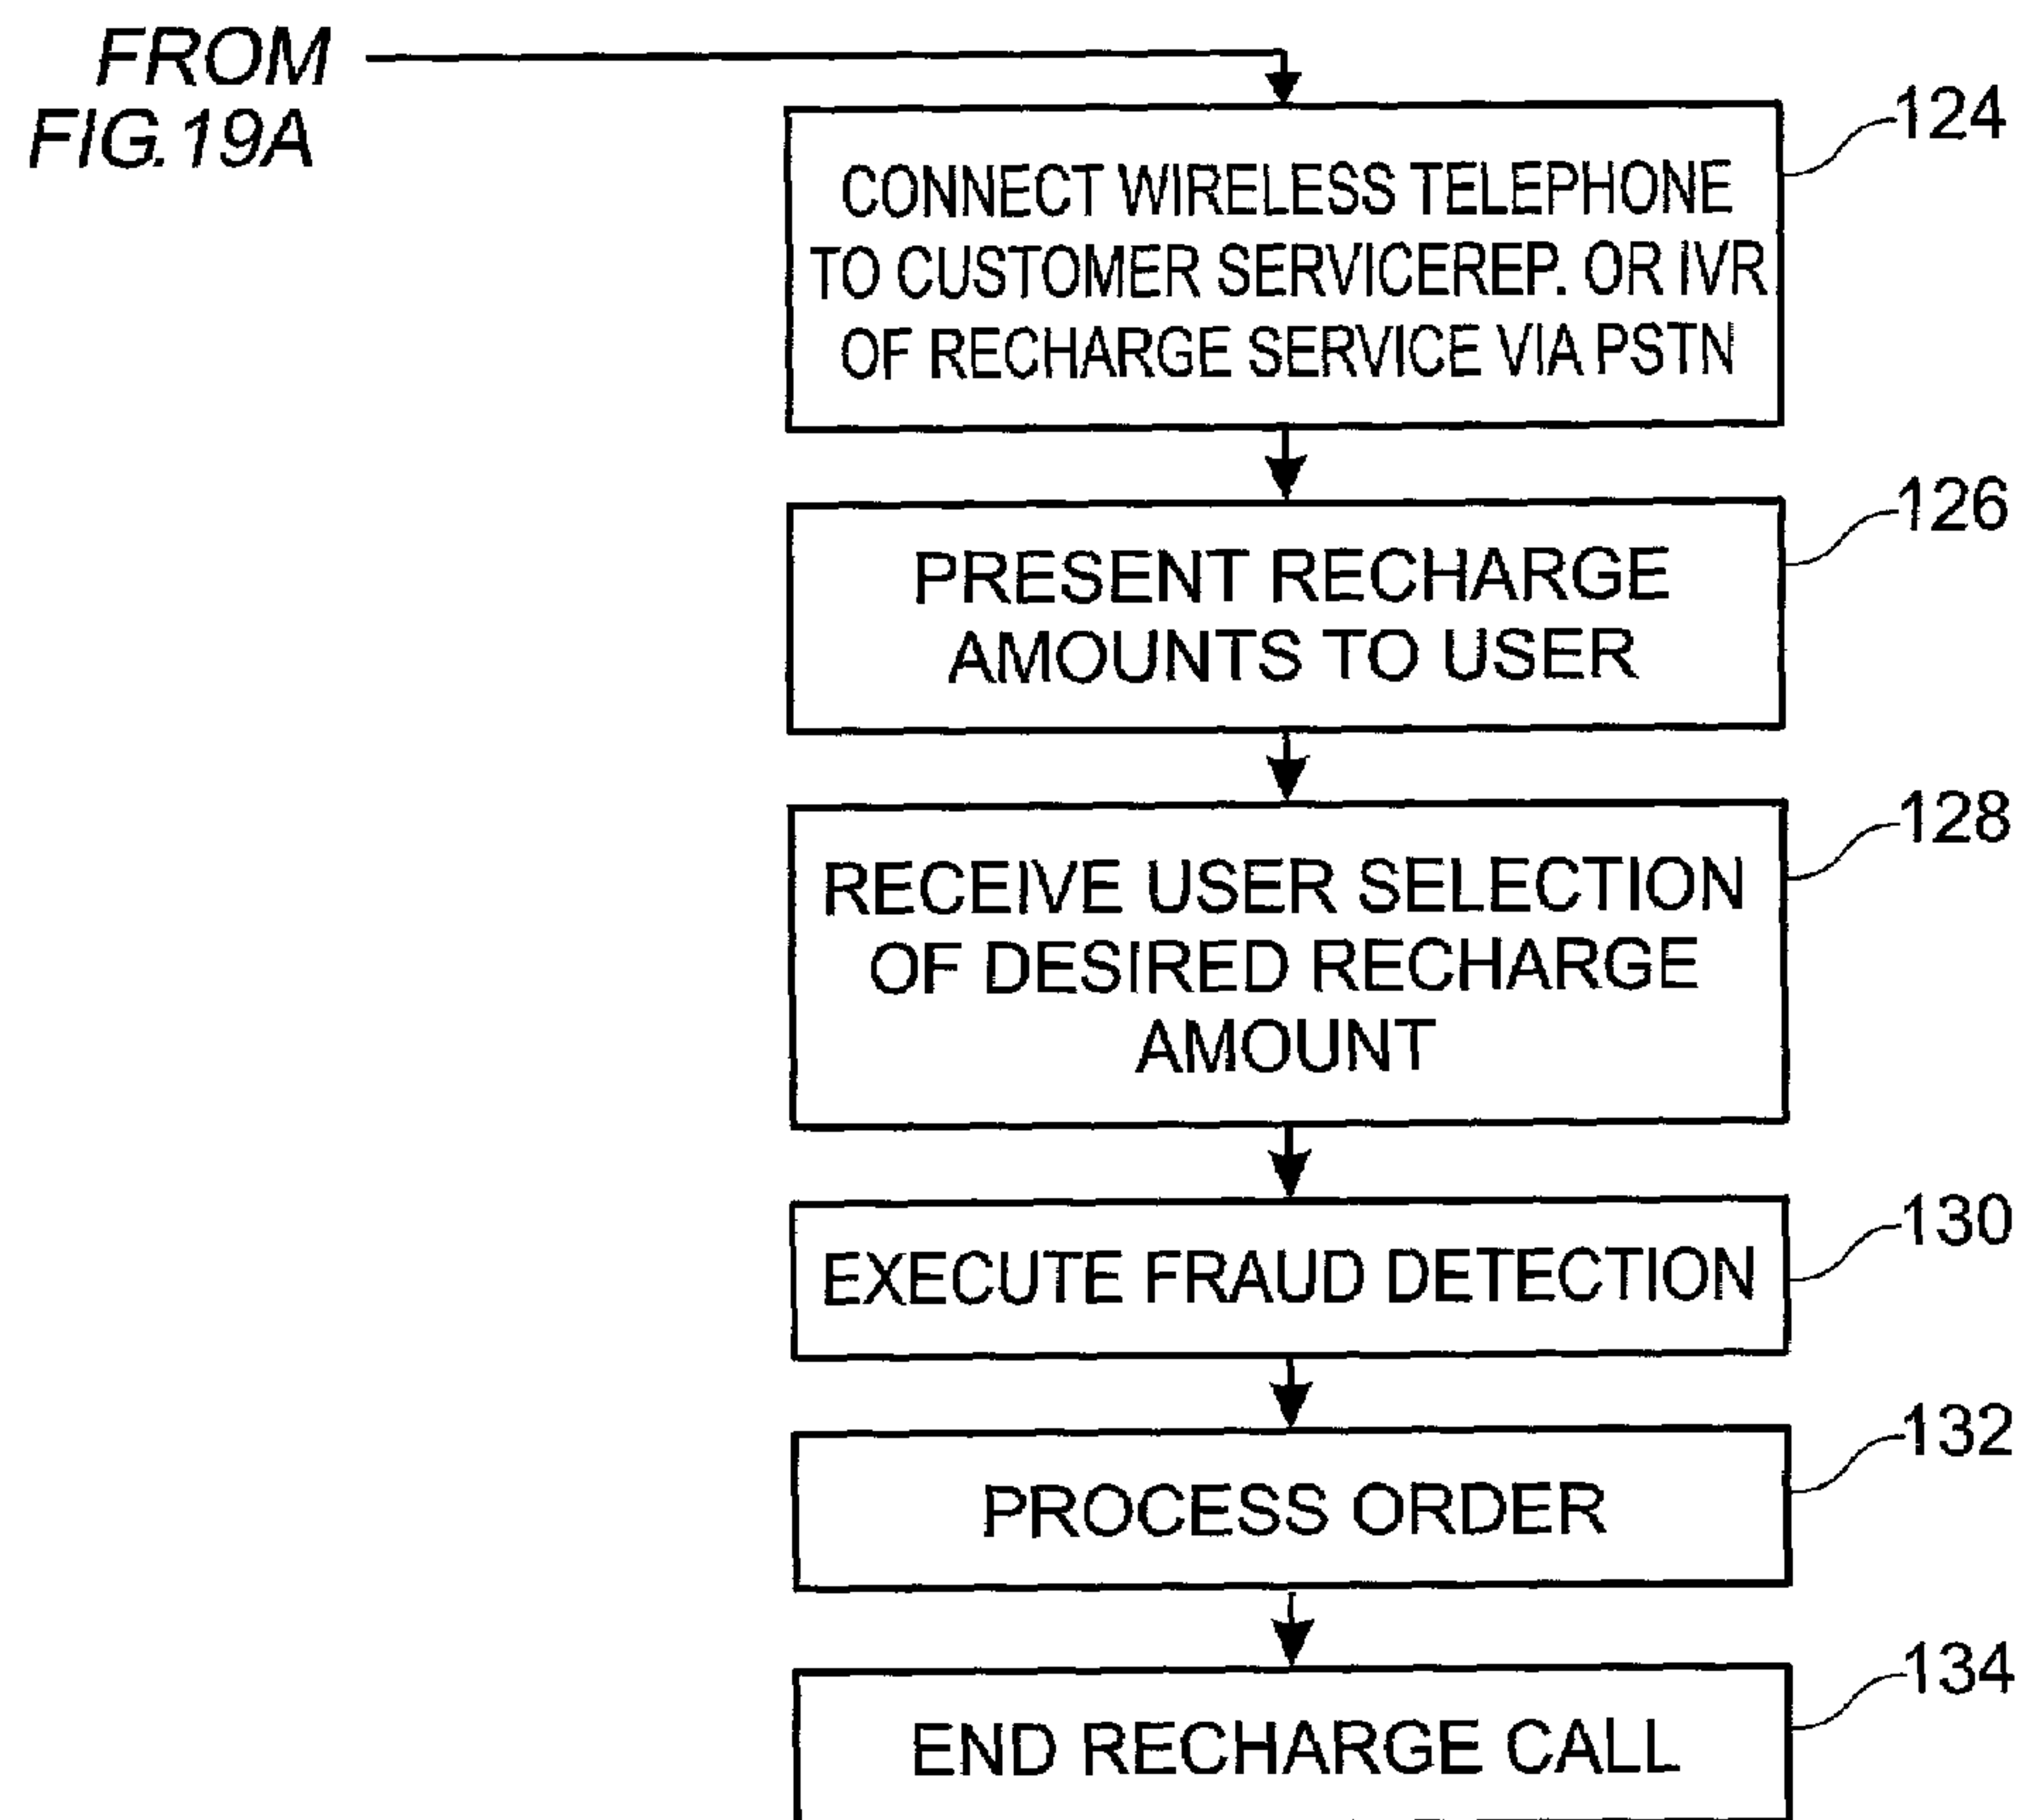 FROM
FIG. 19A
124
CONNECT WIRELESS TELEPHONE
TO CUSTOMER SERVICEREP. OR IVR
OF RECHARGE SERVICE VIA PSTN
126
PRESENT RECHARGE
AMOUNTS TO USER
128
RECEIVE USER SELECTION
OF DESIRED RECHARGE
AMOUNT
130
EXECUTE FRAUD DETECTION
132
PROCESS ORDER
134
END RECHARGE CALL